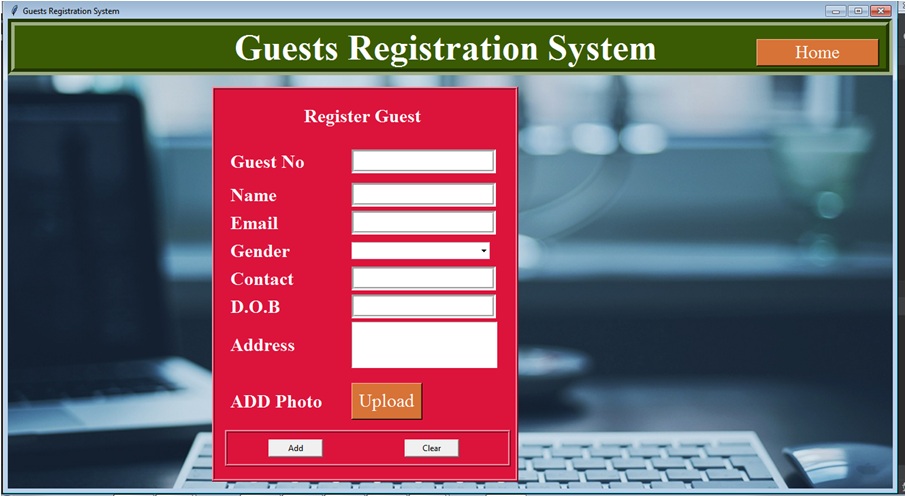 Guests Registration System
Guests Registration System
Home
Register Guest
Guest No
Name
Email
Gender
Contact
D.O.B
Address
ADD Photo Upload
Add Clear